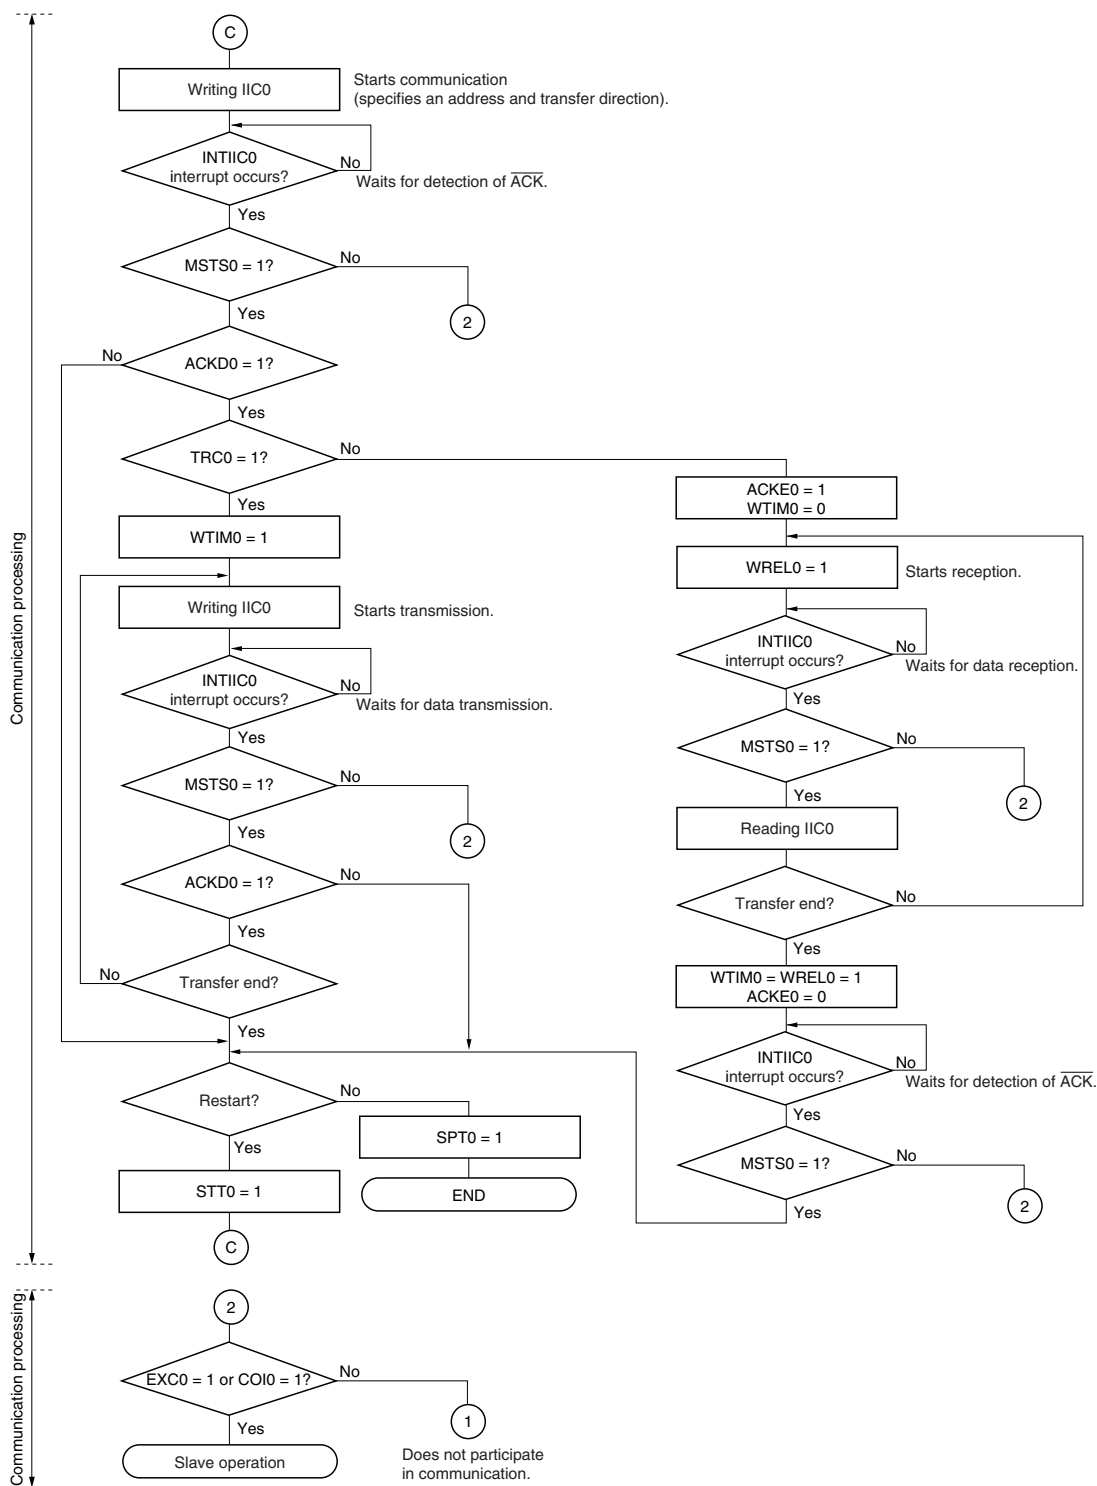 C
Writing IIC0
Starts communication
(specifies an address and transfer direction).
INTIIC0
interrupt occurs?
No
Waits for detection of ACK.
Yes
MSTS0 = 1?
No
2
Yes
ACKD0 = 1?
No
Yes
TRC0 = 1?
No
Yes
WTIM0 = 1
Writing IIC0
Starts transmission.
INTIIC0
interrupt occurs?
No
Waits for data transmission.
Yes
MSTS0 = 1?
No
2
Yes
ACKD0 = 1?
No
Yes
Transfer end?
No
Yes
Restart?
No
SPT0 = 1
END
Yes
STT0 = 1
C
ACKE0 = 1
WTIM0 = 0
WREL0 = 1
Starts reception.
INTIIC0
interrupt occurs?
No
Waits for data reception.
Yes
MSTS0 = 1?
No
2
Yes
Reading IIC0
Transfer end?
No
Yes
WTIM0 = WREL0 = 1
ACKE0 = 0
INTIIC0
interrupt occurs?
No
Waits for detection of ACK.
Yes
MSTS0 = 1?
No
2
Yes
Communication processing
2
EXC0 = 1 or COI0 = 1?
No
1
Does not participate
in communication.
Yes
Slave operation
Communication processing